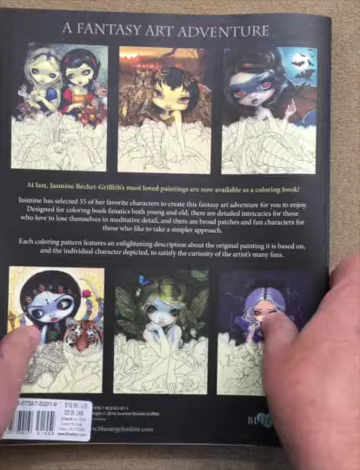 A FANTASY ART ADVENTURE
At last, Jasmine Becket-Griffith's most loved paintings are now available as a coloring book!
Jasmine has selected 55 of her favorite characters to create this fantasy art adventure for you to enjoy.
Designed for coloring book fanatics both young and old, there are detailed intricacies for those
who love to lose themselves in meditative detail, and there are broad patches and fun characters for
those who like to take a simpler approach.
Each coloring pattern features an enlightening description about the original painting it is based on,
and the individual character depicted, to satisfy the curiosity of the artist's many fans.
2016 Jasmine Becket-Griffith